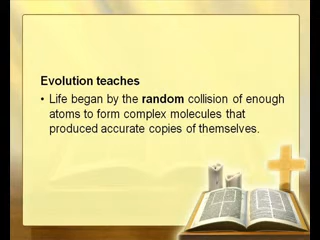 Evolution teaches
• Life began by the random collision of enough
atoms to form complex molecules that
produced accurate copies of themselves.